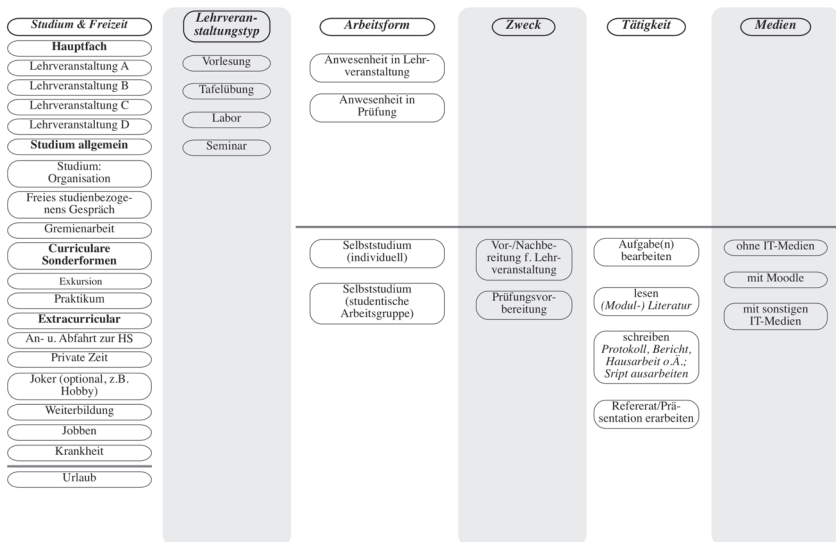 Studium & Freizeit
Hauptfach
Lehrveranstaltung A
Lehrveranstaltung B
Lehrveranstaltung C
Lehrveranstaltung D
Studium allgemein
Studium:
Organisation
Freies studienbezoge-
nens Gespräch
Gremienarbeit
Curriculare
Sonderformen
Exkursion
Praktikum
Extracurricular
An- u. Abfahrt zur HS
Private Zeit
Joker (optional, z.B.
Hobby)
Weiterbildung
Jobben
Krankheit
Urlaub
Lehrveran-
staltungstyp
Vorlesung
Tafelübung
Labor
Seminar
Arbeitsform
Anwesenheit in Lehr-
veranstaltung
Anwesenheit in
Prüfung
Selbststudium
(individuell)
Selbststudium
(studentische
Arbeitsgruppe)
Zweck
Vor-/Nachbe-
reitung f. Lehr-
veranstaltung
Prüfungsvor-
bereitung
Tätigkeit
Aufgabe(n)
bearbeiten
lesen
(Modul-) Literatur
schreiben
Protokoll, Bericht,
Hausarbeit o.Ä.;
Sript ausarbeiten
Refererat/Prä-
sentation erarbeiten
Medien
ohne IT-Medien
mit Moodle
mit sonstigen
IT-Medien